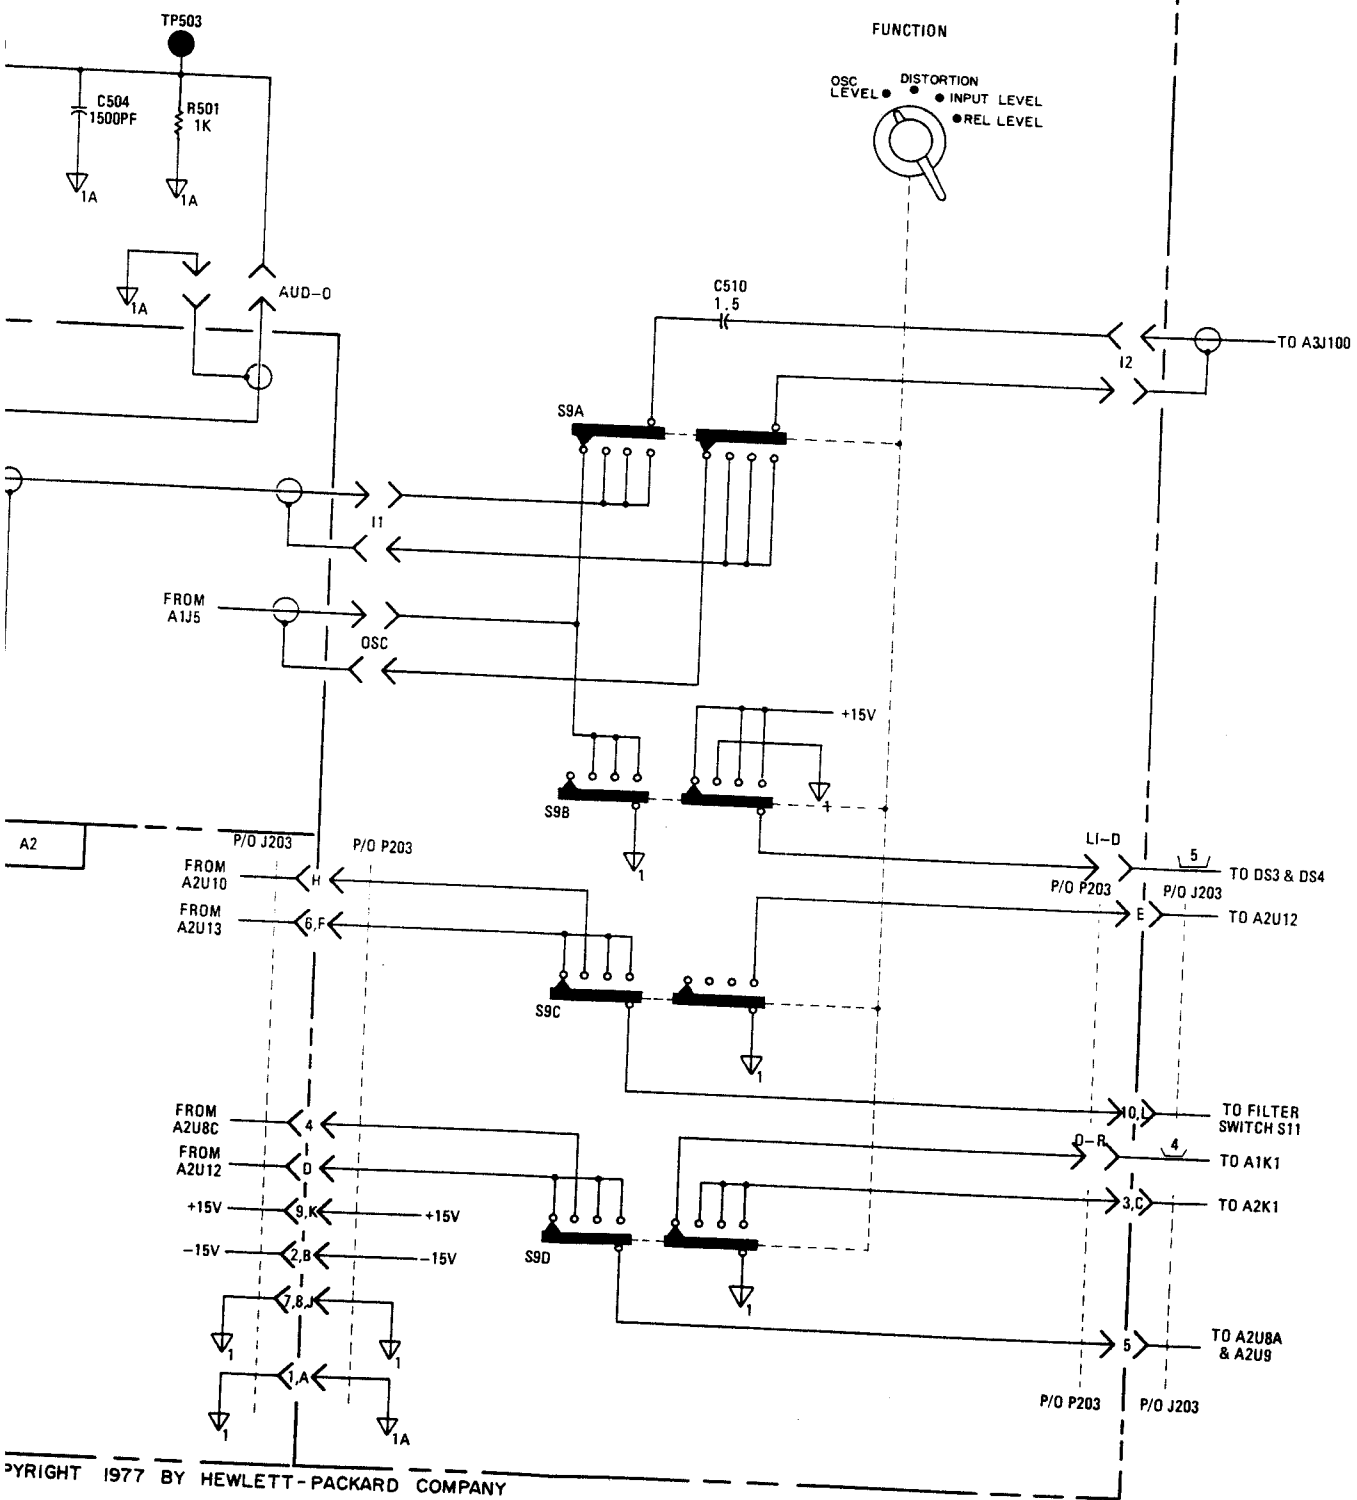 TP503
FUNCTION
OSC
LEVEL
DISTORTION
INPUT LEVEL
REL LEVEL
C504
1500PF
R501
1K
1A
1A
1A
AUD-O
C510
1.5
TO A3J100
I2
S9A
I1
FROM
A1J5
OSC
+15V
1
S9B
1
A2
P/O J203
P/O P203
LI-D
5
TO DS3 & DS4
P/O P203
P/O J203
FROM
A2U10
H
FROM
A2U13
6,F
E
TO A2U12
S9C
1
10,L
TO FILTER
SWITCH S11
FROM
A2U8C
4
O-R
4
TO A1K1
FROM
A2U12
D
3,C
TO A2K1
+15V
9,K
+15V
-15V
2,B
-15V
S9D
1
7,8,J
1
1
5
TO A2U8A
& A2U9
1,A
1
1A
P/O P203
P/O J203
PYRIGHT 1977 BY HEWLETT-PACKARD COMPANY